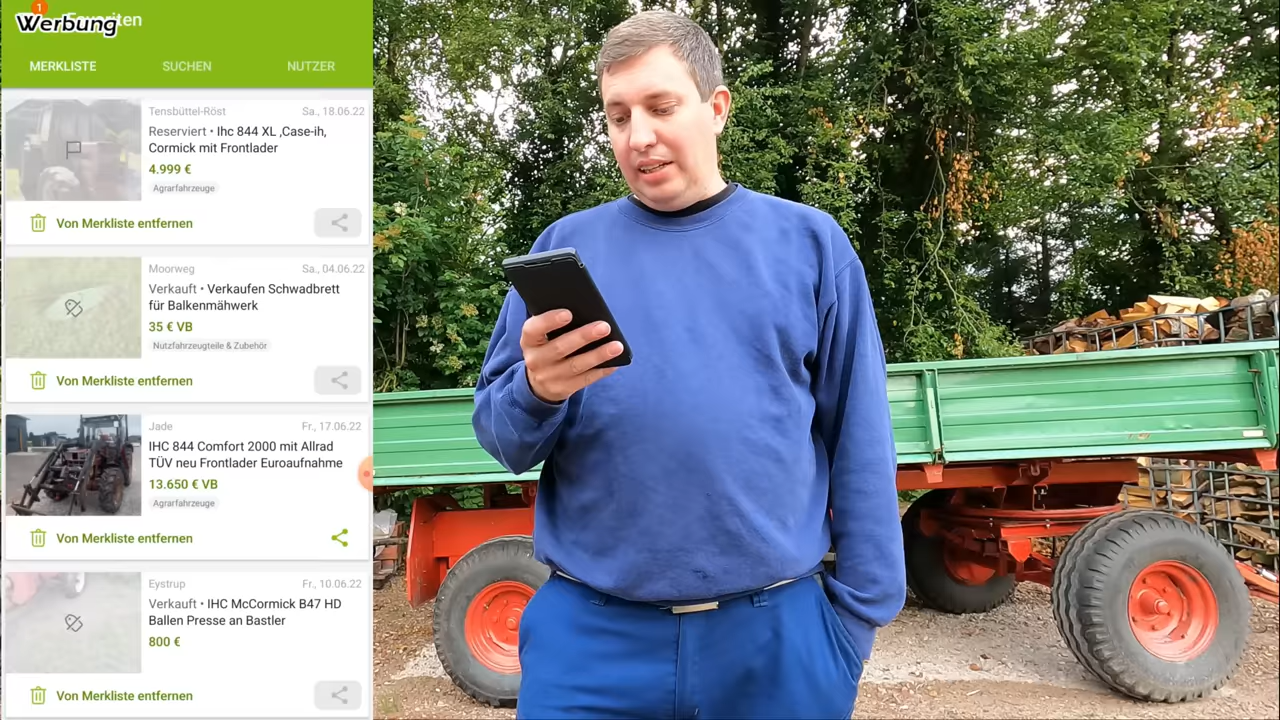 1
Werbung
Favoriten
MERKLISTE
SUCHEN
NUTZER
Tensbüttel-Röst
Sa., 18.06.22
Reserviert • Ihc 844 XL ,Case-ih,
Cormick mit Frontlader
4.999 €
Agrarfahrzeuge
Von Merkliste entfernen
Moorweg
Sa., 04.06.22
Verkauft • Verkaufen Schwadbrett
für Balkenmähwerk
35 € VB
Nutzfahrzeugteile & Zubehör
Von Merkliste entfernen
Jade
Fr., 17.06.22
IHC 844 Comfort 2000 mit Allrad
TÜV neu Frontlader Euroaufnahme
13.650 € VB
Agrarfahrzeuge
Von Merkliste entfernen
Eystrup
Fr., 10.06.22
Verkauft • IHC McCormick B47 HD
Ballen Presse an Bastler
800 €
Von Merkliste entfernen